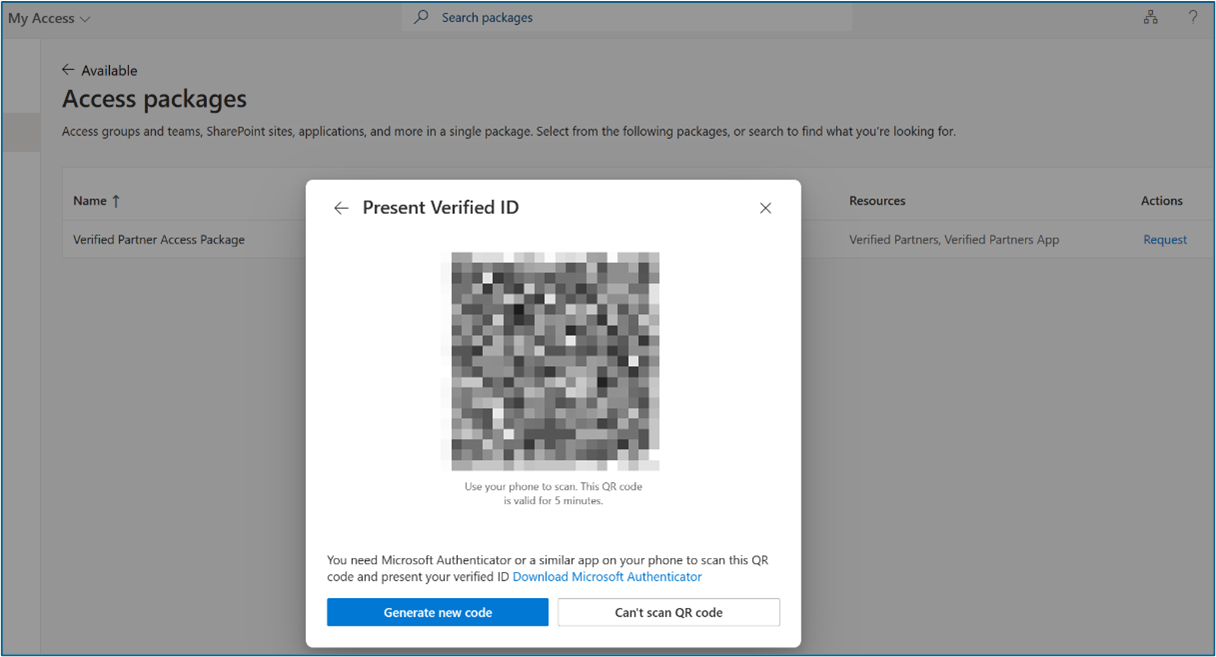 My Access
Search packages
?
Available
Access packages
Access groups and teams, SharePoint sites, applications, and more in a single package. Select from the following packages, or search to find what you're looking for.
Name Resources Actions
Verified Partner Access Package Verified Partners, Verified Partners App Request
Present Verified ID
Use your phone to scan. This QR code
is valid for 5 minutes.
You need Microsoft Authenticator or a similar app on your phone to scan this QR
code and present your verified ID Download Microsoft Authenticator
Generate new code Can't scan QR code